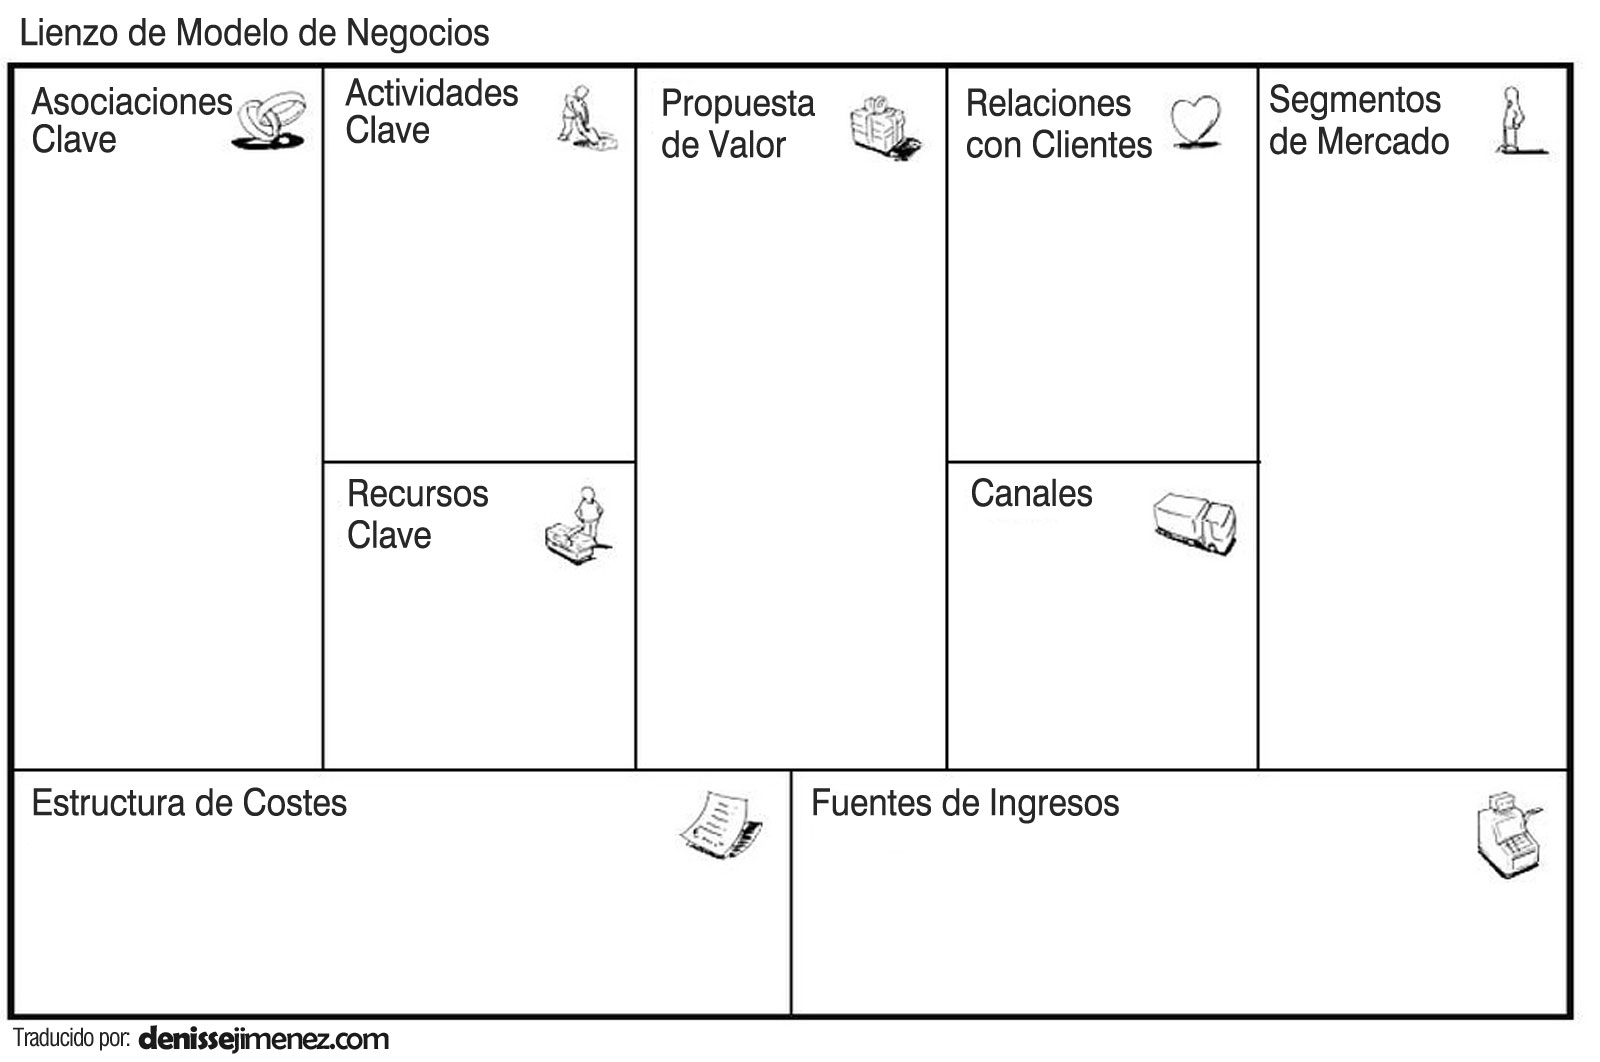 Lienzo de Modelo de Negocios
Asociaciones
Clave
Actividades
Clave
Recursos
Clave
Propuesta
de Valor
Relaciones
con Clientes
Canales
Segmentos
de Mercado
Estructura de Costes
Fuentes de Ingresos
Traducido por: denissejimenez.com